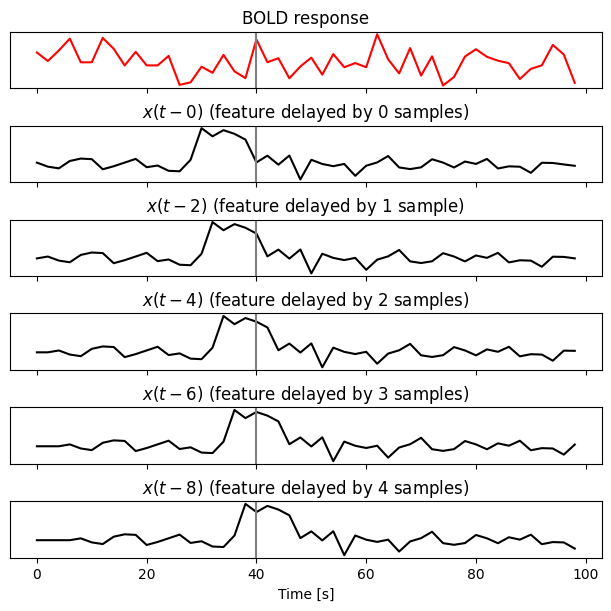 BOLD response
x(t − 0) (feature delayed by 0 samples)
x(t − 2) (feature delayed by 1 sample)
x(t − 4) (feature delayed by 2 samples)
x(t − 6) (feature delayed by 3 samples)
x(t − 8) (feature delayed by 4 samples)
0 20 40 60 80 100
Time [s]